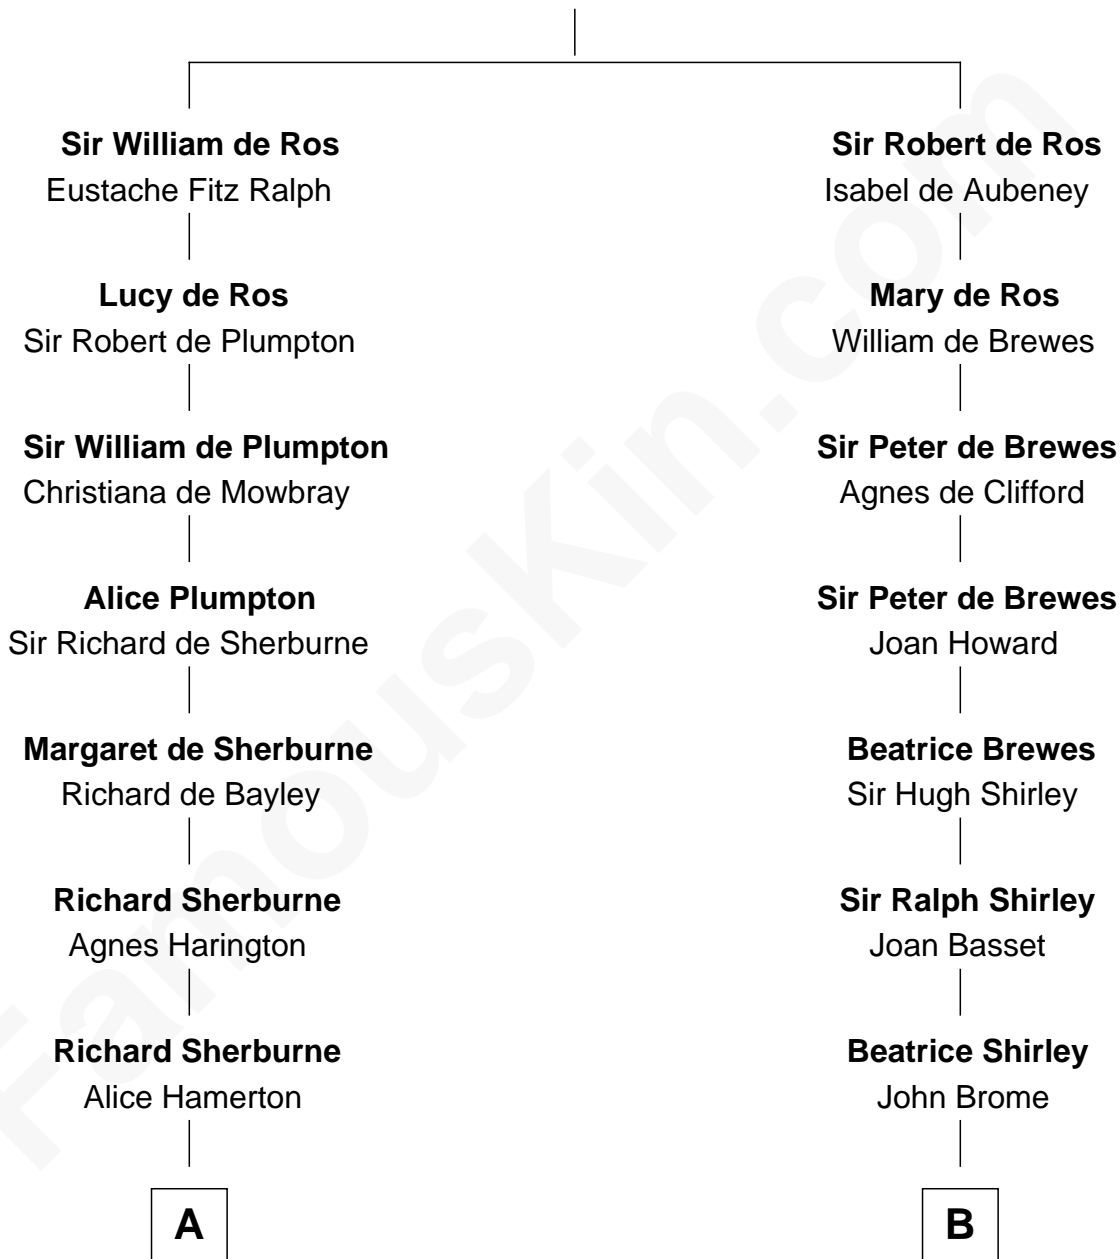 Sir William de Ros
Eustache Fitz Ralph
Lucy de Ros
Sir Robert de Plumpton
Sir William de Plumpton
Christiana de Mowbray
Alice Plumpton
Sir Richard de Sherburne
Margaret de Sherburne
Richard de Bayley
Richard Sherburne
Agnes Harington
Richard Sherburne
Alice Hamerton
A
Sir Robert de Ros
Isabel de Aubeney
Mary de Ros
William de Brewes
Sir Peter de Brewes
Agnes de Clifford
Sir Peter de Brewes
Joan Howard
Beatrice Brewes
Sir Hugh Shirley
Sir Ralph Shirley
Joan Basset
Beatrice Shirley
John Brome
B
FamousKin.com